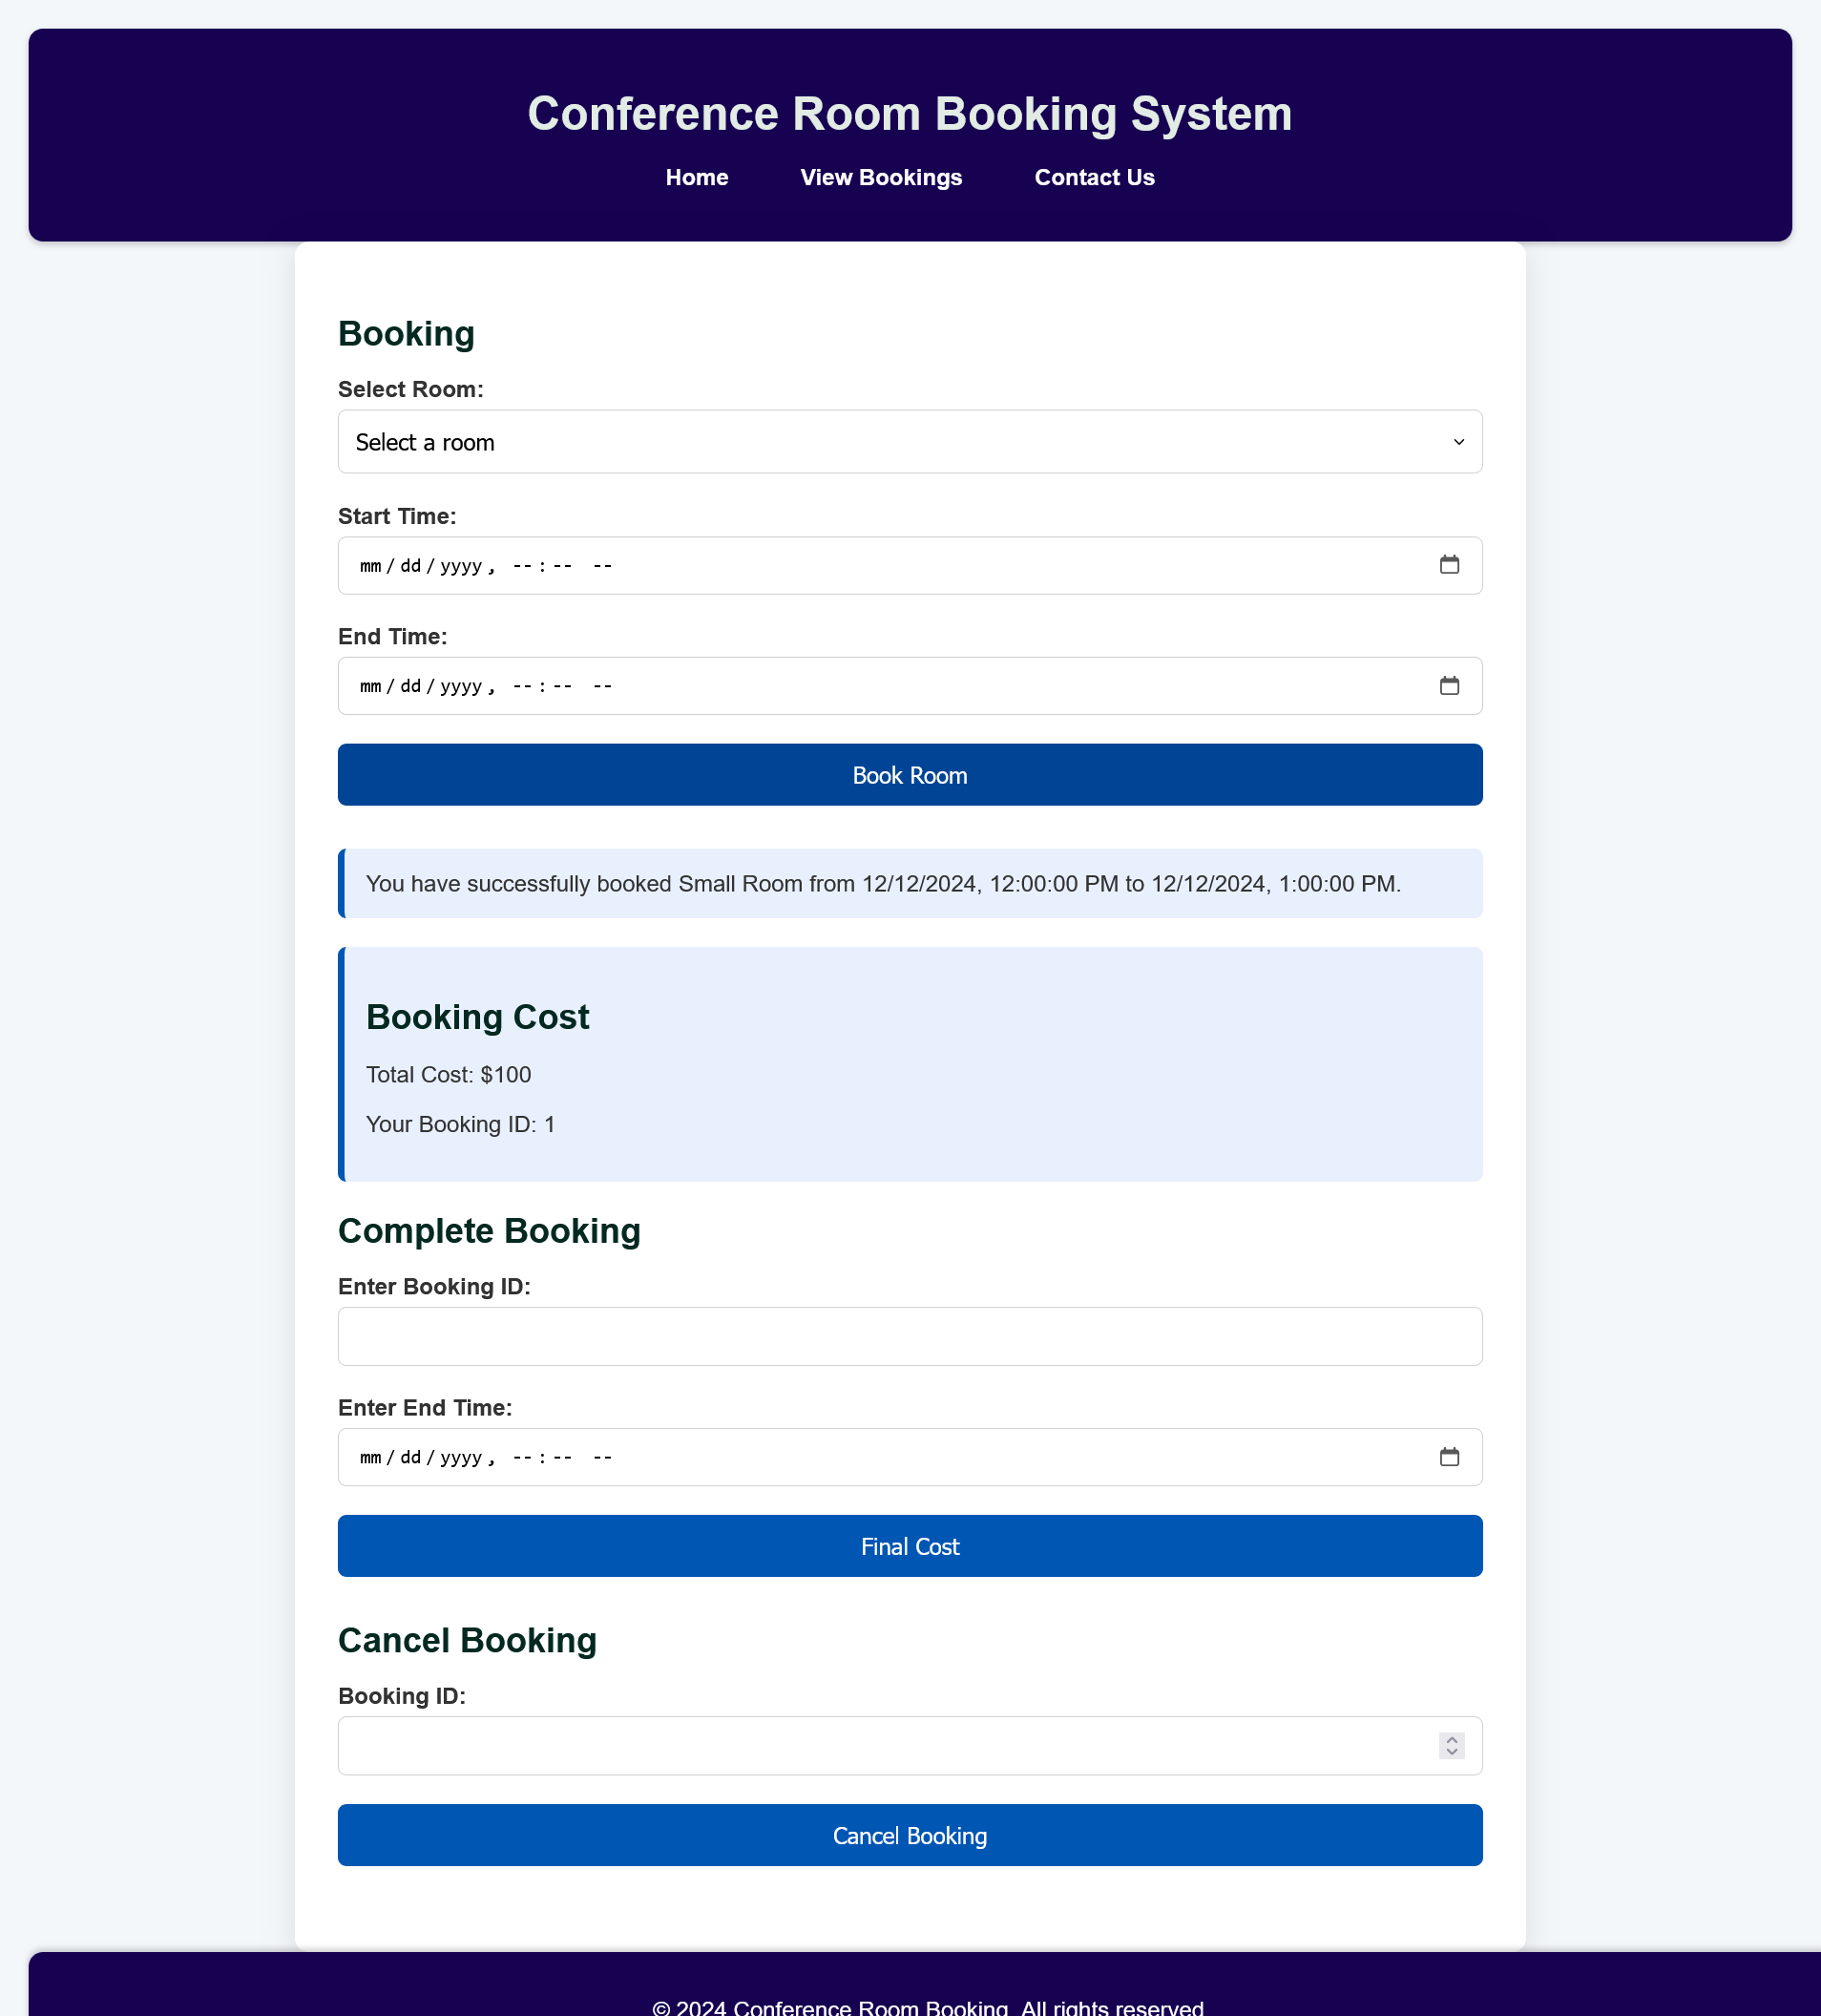 Conference Room Booking System
Home View Bookings Contact Us
Booking
Select Room:
Select a room
Start Time:
mm/dd/yyyy, --:-- --
End Time:
mm/dd/yyyy, --:-- --
Book Room
You have successfully booked Small Room from 12/12/2024, 12:00:00 PM to 12/12/2024, 1:00:00 PM.
Booking Cost
Total Cost: $100
Your Booking ID: 1
Complete Booking
Enter Booking ID:
Enter End Time:
mm/dd/yyyy, --:-- --
Final Cost
Cancel Booking
Booking ID:
Cancel Booking
© 2024 Conference Room Booking. All rights reserved